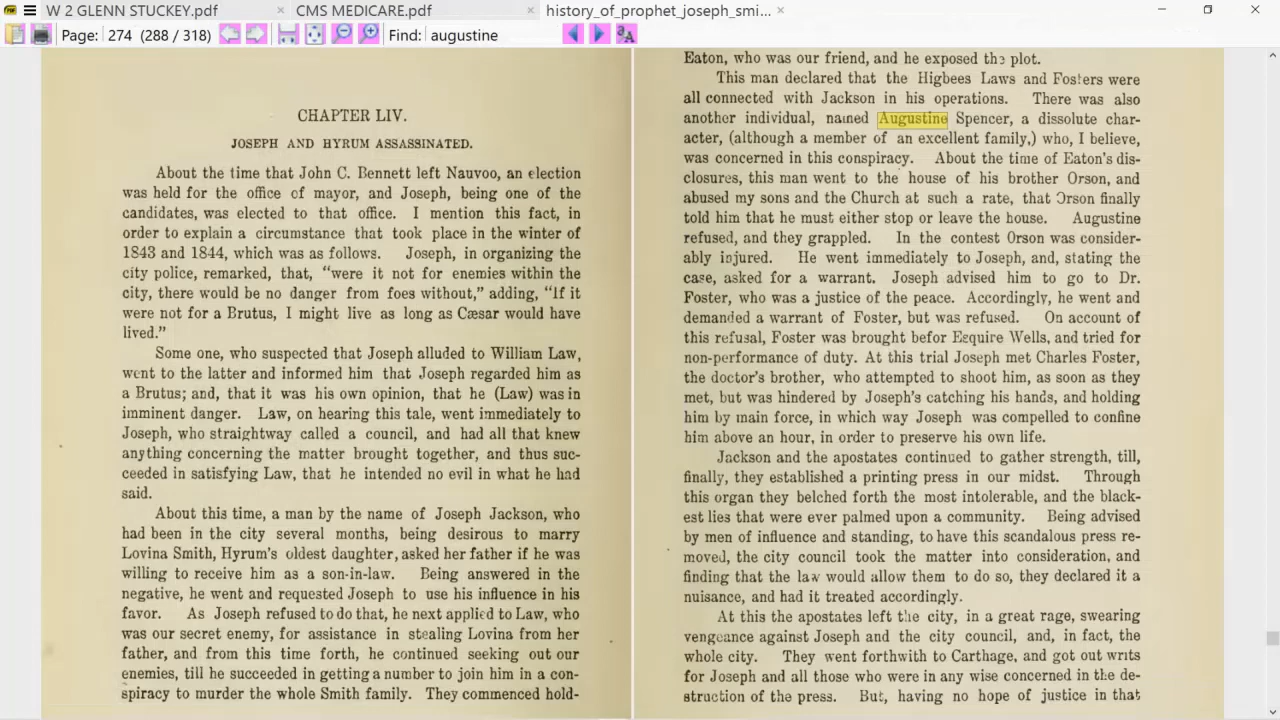 W 2 GLENN STUCKEY.pdf
CMS MEDICARE.pdf
history_of_prophet_joseph_smi...
Page: 274 (288 / 318)
Find: augustine
CHAPTER LIV.
JOSEPH AND HYRUM ASSASSINATED.
About the time that John C. Bennett left Nauvoo, an election
was held for the office of mayor, and Joseph, being one of the
candidates, was elected to that office. I mention this fact, in
order to explain a circumstance that took place in the winter of
1843 and 1844, which was as follows. Joseph, in organizing the
city police, remarked, that, "were it not for enemies within the
city, there would be no danger from foes without," adding, "If it
were not for a Brutus, I might live as long as Cæsar would have
lived."
Some one, who suspected that Joseph alluded to William Law,
went to the latter and informed him that Joseph regarded him as
a Brutus; and, that it was his own opinion, that he (Law) was in
imminent danger. Law, on hearing this tale, went immediately to
Joseph, who straightway called a council, and had all that knew
anything concerning the matter brought together, and thus suc-
ceeded in satisfying Law, that he intended no evil in what he had
said.
About this time, a man by the name of Joseph Jackson, who
had been in the city several months, being desirous to marry
Lovina Smith, Hyrum's oldest daughter, asked her father if he was
willing to receive him as a son-in-law. Being answered in the
negative, he went and requested Joseph to use his influence in his
favor. As Joseph refused to do that, he next applied to Law, who
was our secret enemy, for assistance in stealing Lovina from her
father, and from this time forth, he continued seeking out our
enemies, till he succeeded in getting a number to join him in a con-
spiracy to murder the whole Smith family. They commenced hold-
Eaton, who was our friend, and he exposed the plot.
This man declared that the Higbees Laws and Fosters were
all connected with Jackson in his operations. There was also
another individual, named Augustine Spencer, a dissolute char-
acter, (although a member of an excellent family,) who, I believe,
was concerned in this conspiracy. About the time of Eaton's dis-
closures, this man went to the house of his brother Orson, and
abused my sons and the Church at such a rate, that Orson finally
told him that he must either stop or leave the house. Augustine
refused, and they grappled. In the contest Orson was consider-
ably injured. He went immediately to Joseph, and, stating the
case, asked for a warrant. Joseph advised him to go to Dr.
Foster, who was a justice of the peace. Accordingly, he went and
demanded a warrant of Foster, but was refused. On account of
this refusal, Foster was brought befor Esquire Wells, and tried for
non-performance of duty. At this trial Joseph met Charles Foster,
the doctor's brother, who attempted to shoot him, as soon as they
met, but was hindered by Joseph's catching his hands, and holding
him by main force, in which way Joseph was compelled to confine
him above an hour, in order to preserve his own life.
Jackson and the apostates continued to gather strength, till,
finally, they established a printing press in our midst. Through
this organ they belched forth the most intolerable, and the black-
est lies that were ever palmed upon a community. Being advised
by men of influence and standing, to have this scandalous press re-
moved, the city council took the matter into consideration, and
finding that the law would allow them to do so, they declared it a
nuisance, and had it treated accordingly.
At this the apostates left the city, in a great rage, swearing
vengeance against Joseph and the city council, and, in fact, the
whole city. They went forthwith to Carthage, and got out writs
for Joseph and all those who were in any wise concerned in the de-
struction of the press. But, having no hope of justice in that